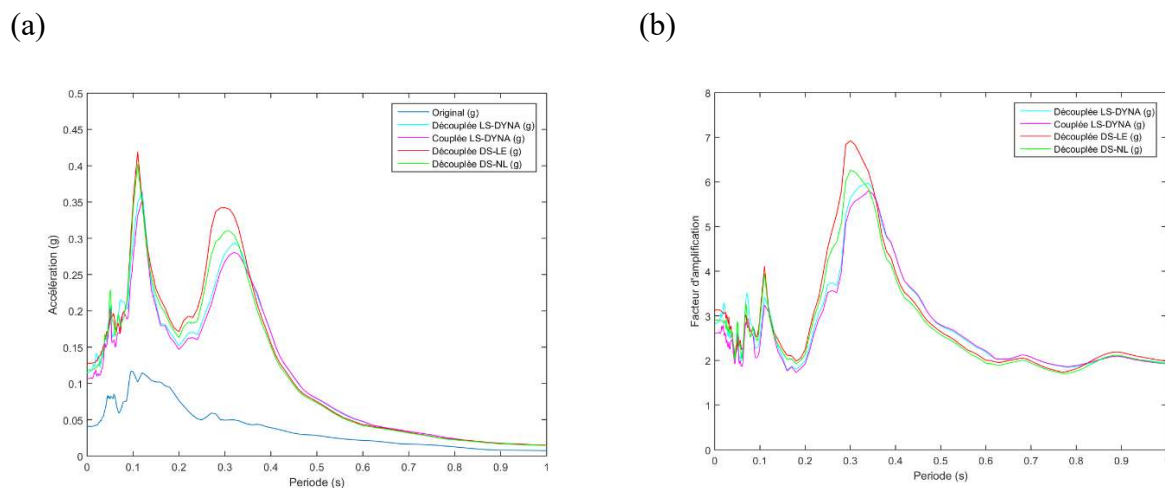 (a)
(b)
0.5
0.45
0.4
0.35
0.3
0.25
0.2
0.15
0.1
0.05
0
Accélération (g)
Original (g)
Découplée LS-DYNA (g)
Couplée LS-DYNA (g)
Découplée DS-LE (g)
Découplée DS-NL (g)
0 0.1 0.2 0.3 0.4 0.5 0.6 0.7 0.8 0.9 1
Periode (s)
8
7
6
5
4
3
2
1
0
Facteur d'amplification
Découplée LS-DYNA (g)
Couplée LS-DYNA (g)
Découplée DS-LE (g)
Découplée DS-NL (g)
0 0.1 0.2 0.3 0.4 0.5 0.6 0.7 0.8 0.9 1
Periode (s)